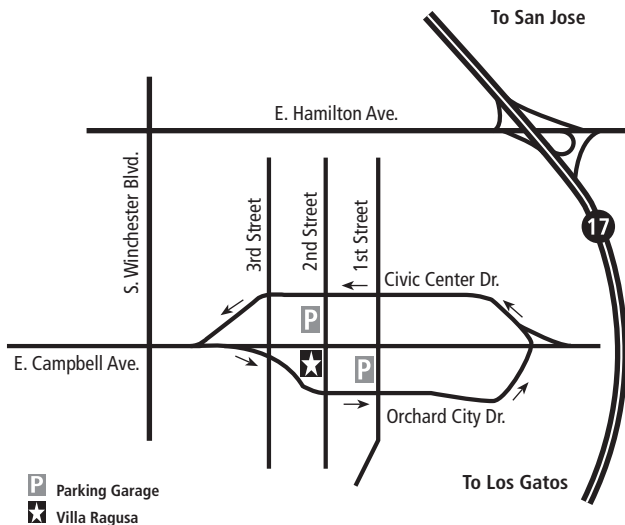 To San Jose
E. Hamilton Ave.
S. Winchester Blvd.
3rd Street
2nd Street
1st Street
17
Civic Center Dr.
P
E. Campbell Ave.
P
Orchard City Dr.
To Los Gatos
P Parking Garage
Villa Ragusa